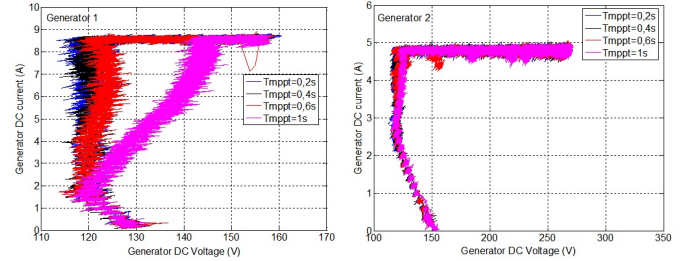 Generator 1
Generator DC current (A)
10
9
8
7
6
5
4
3
2
1
0
Tmppt=0,2s
Tmppt=0,4s
Tmppt=0,6s
Tmppt=1s
110
120
130
140
150
160
170
Generator DC Voltage (V)
Generator 2
Generator DC current (A)
6
5
4
3
2
1
0
Tmppt=0,2s
Tmppt=0,4s
Tmppt=0,6s
Tmppt=1s
100
150
200
250
300
350
Generator DC Voltage (V)